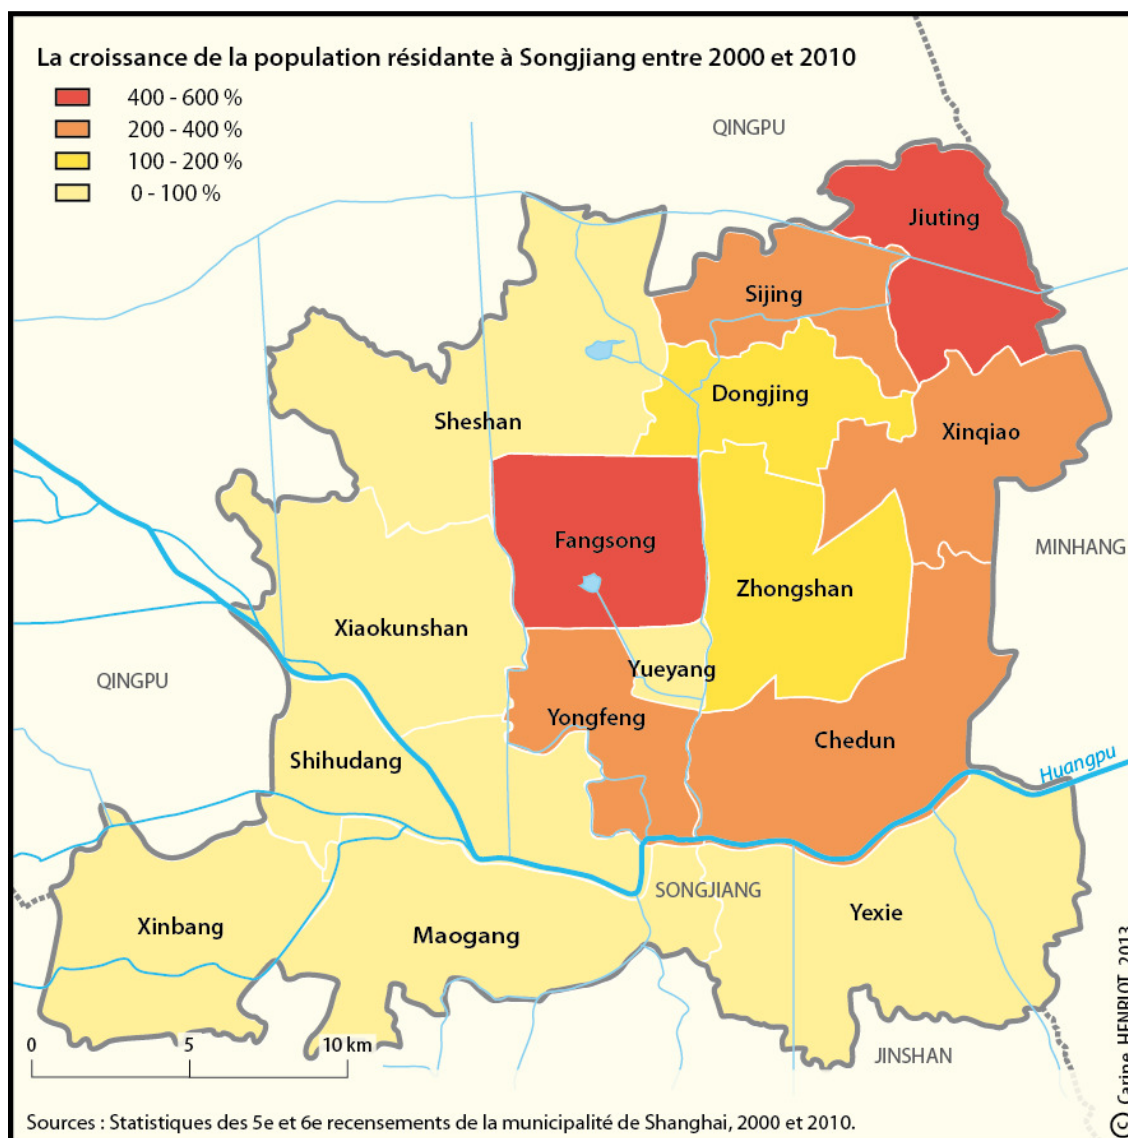 La croissance de la population résidante à Songjiang entre 2000 et 2010
400 - 600 %
200 - 400 %
100 - 200 %
0 - 100 %
QINGPU
Jiuting
Sijing
Dongjing
Xinqiao
Sheshan
Fangsong
MINHANG
Zhongshan
Xiaokunshan
Yueyang
QINGPU
Yongfeng
Chedun
Shihudang
Huangpu
SONGJIANG
Yexie
Xinbang
Maogang
JINSHAN
0 5 10 km
© Carine HENRIOT, 2013
Sources : Statistiques des 5e et 6e recensements de la municipalité de Shanghai, 2000 et 2010.